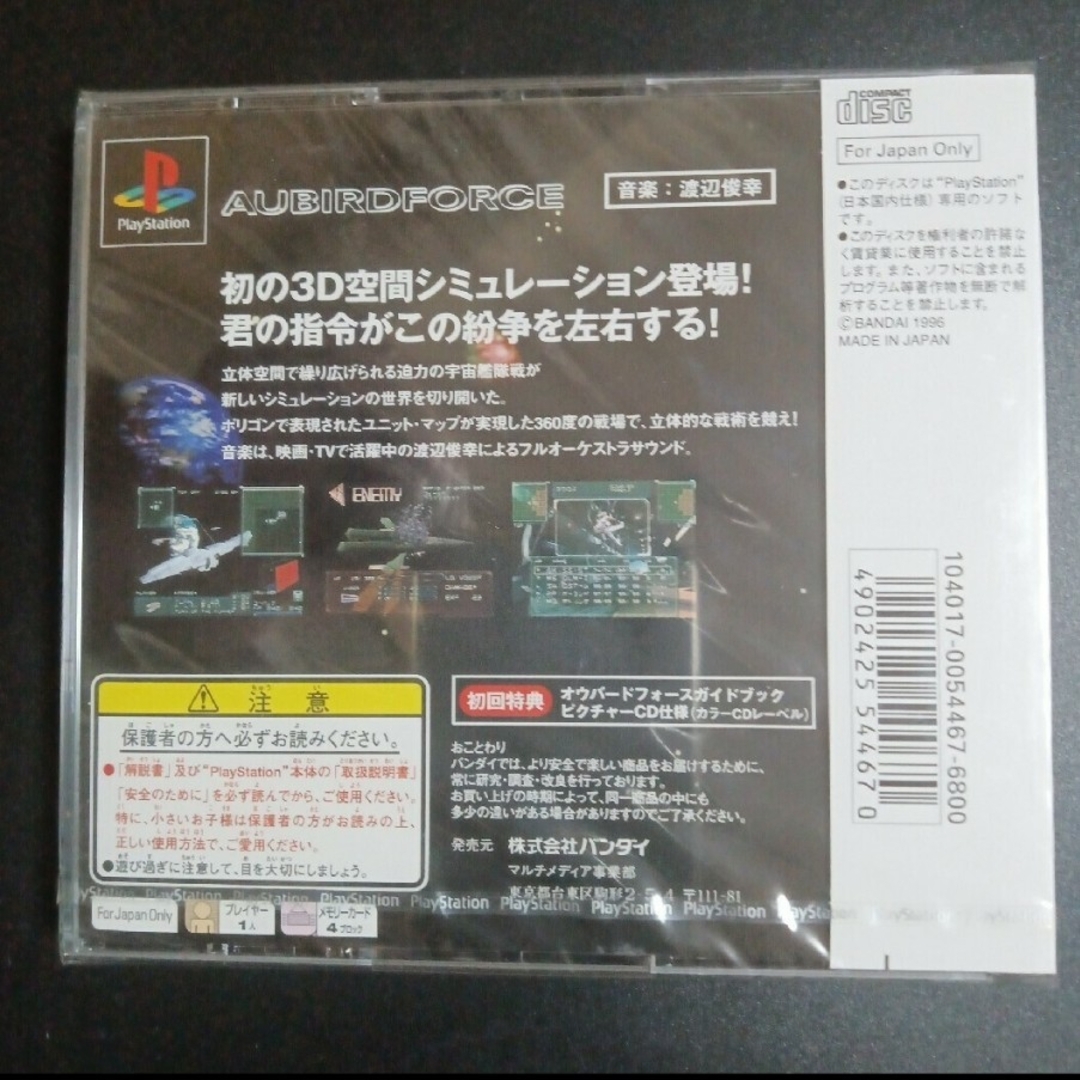 PlayStation
AUBIRDFORCE
音楽：渡辺俊幸
初の3D空間シミュレーション登場！
君の指令がこの紛争を左右する！
立体空間で繰り広げられる迫力の宇宙艦隊戦が
新しいシミュレーションの世界を切り開いた。
ポリゴンで表現されたユニット・マップが実現した360度の戦場で、立体的な戦術を競え！
音楽は、映画・TVで活躍中の渡辺俊幸によるフルオーケストラサウンド。
ENEMY
注意
保護者の方へ必ずお読みください。
●「解説書」及び“PlayStation”本体の「取扱説明書」
「安全のために」を必ず読んでから、ご使用ください。
特に、小さいお子様は保護者の方がお読みの上、
正しい使用方法で、ご愛用ください。
●遊び過ぎに注意して、目を大切にしましょう。
初回特典
オウバードフォースガイドブック
ピクチャーCD仕様（カラーCDレーベル）
おことわり
バンダイでは、より安全で楽しい商品をお届けするために、
常に研究・調査・改良を行っております。
お買い上げの時期によって、同一商品の中にも
多少の違いがある場合がありますのでご了承ください。
発売元 株式会社バンダイ
マルチメディア事業部
東京都台東区駒形2-5-4 〒111-81
PlayStation PlayStation PlayStation PlayStation PlayStation PlayStation
For Japan Only
プレイヤー
1人
メモリーカード
4ブロック
COMPACT
disc
For Japan Only
●このディスクは“PlayStation”
（日本国内仕様）専用のソフト
です。
●このディスクを権利者の許諾な
く賃貸業に使用することを禁止
します。また、ソフトに含まれる
プログラム等著作物を無断で解
析することを禁止します。
©BANDAI 1996
MADE IN JAPAN
104017-0054467-6800
4902425544670